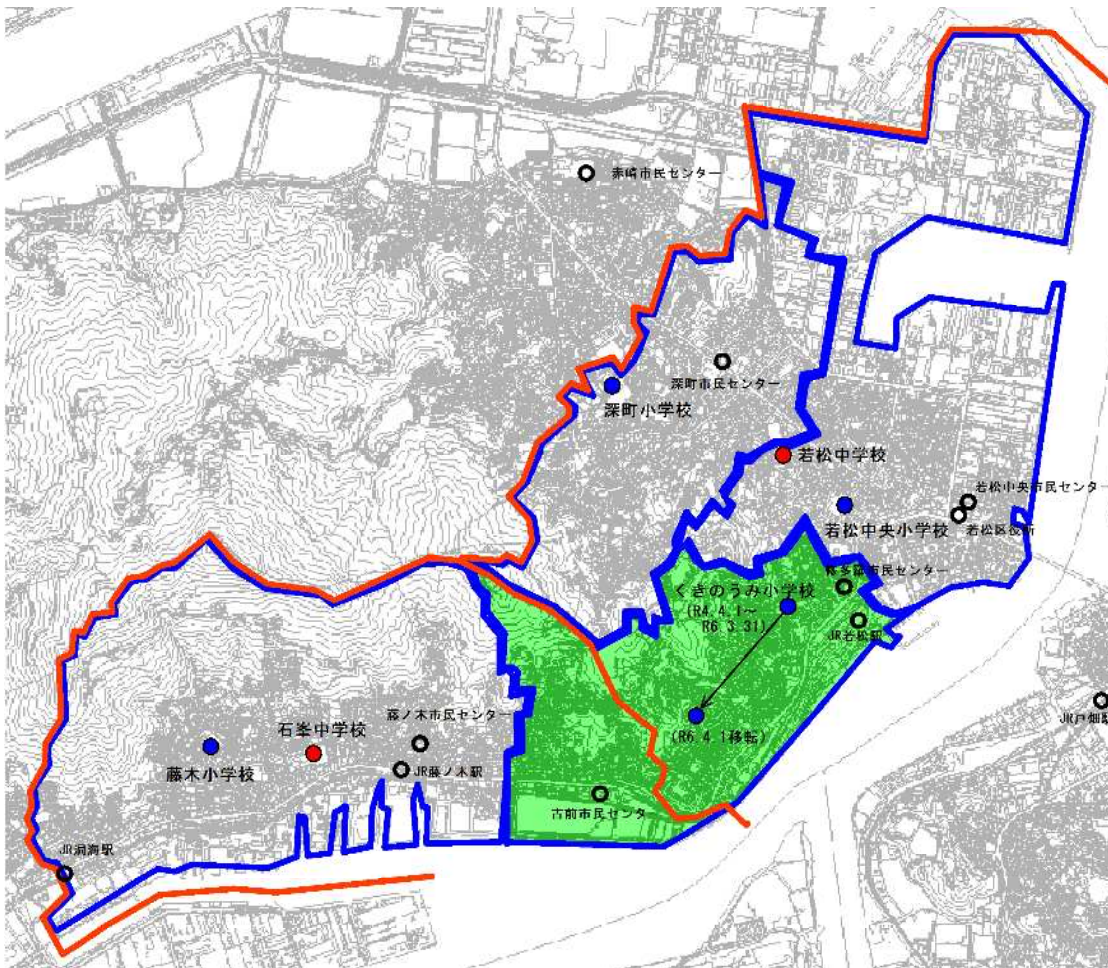 赤崎市民センター
深町市民センター
深町小学校
若松中学校
若松中央市民センター
若松中央小学校
若松区役所
市民センター
くきのうみ小学校
(R4.4.1～
R6.3.31)
JR若松駅
JR戸畑
(R6.4.1移転)
藤ノ木市民センター
石峯中学校
藤木小学校
JR藤ノ木駅
古前市民センタ
JR洞海駅